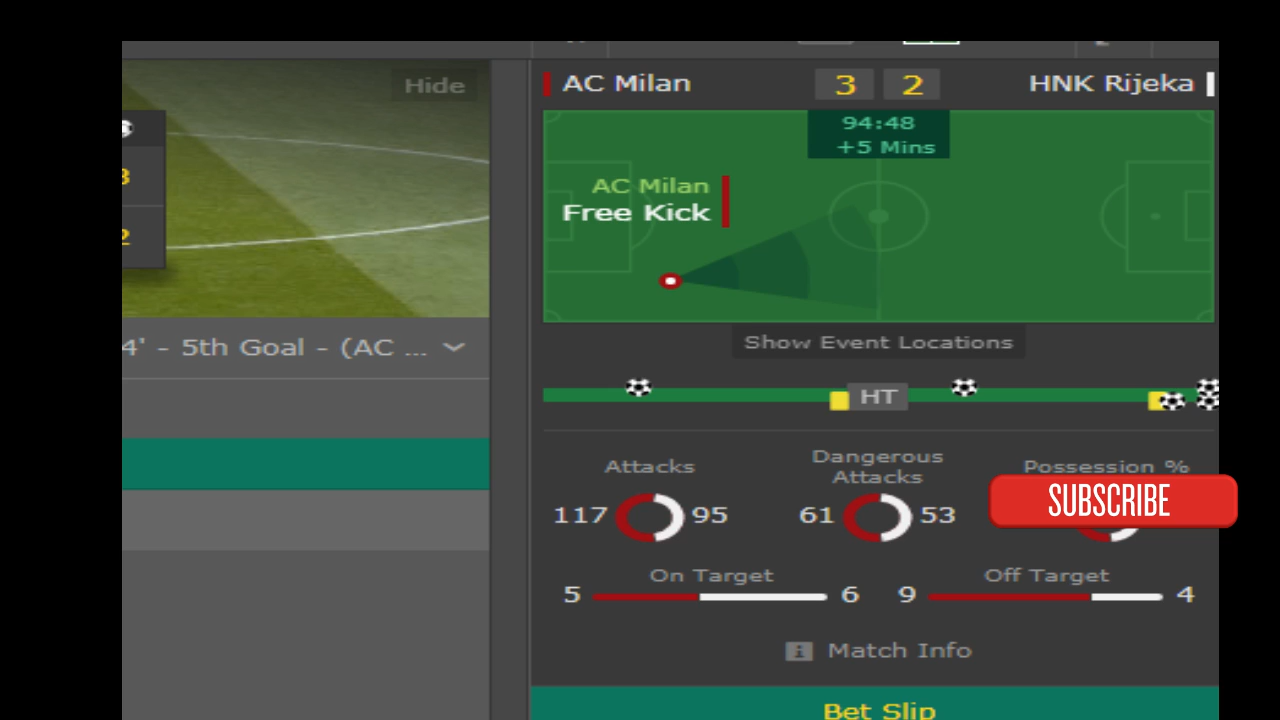 Hide
3
2
4' - 5th Goal - (AC ...
AC Milan 3 2 HNK Rijeka
94:48
+5 Mins
AC Milan
Free Kick
Show Event Locations
HT
Attacks
Dangerous
Attacks
Possession %
117 95
61 53
SUBSCRIBE
On Target
5 6
Off Target
9 4
Match Info
Bet Slip